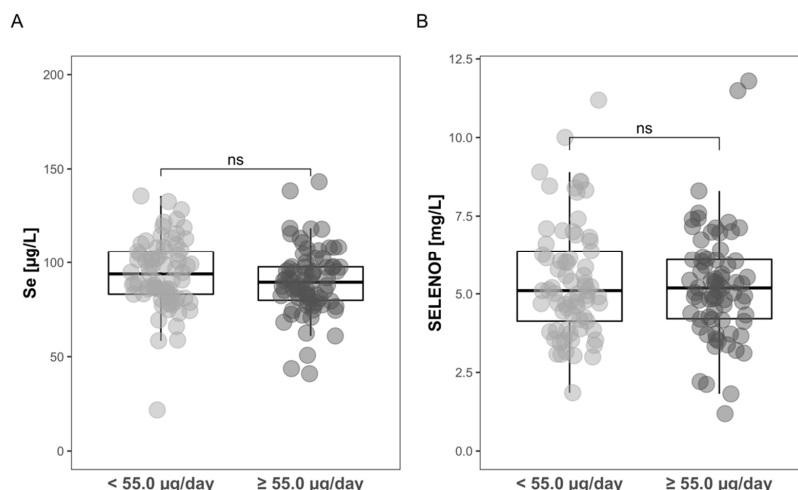 A
B
200
150
100
50
0
Se [µg/L]
ns
< 55.0 µg/day
≥ 55.0 µg/day
12.5
10.0
7.5
5.0
2.5
0.0
SELENOP [mg/L]
ns
< 55.0 µg/day
≥ 55.0 µg/day